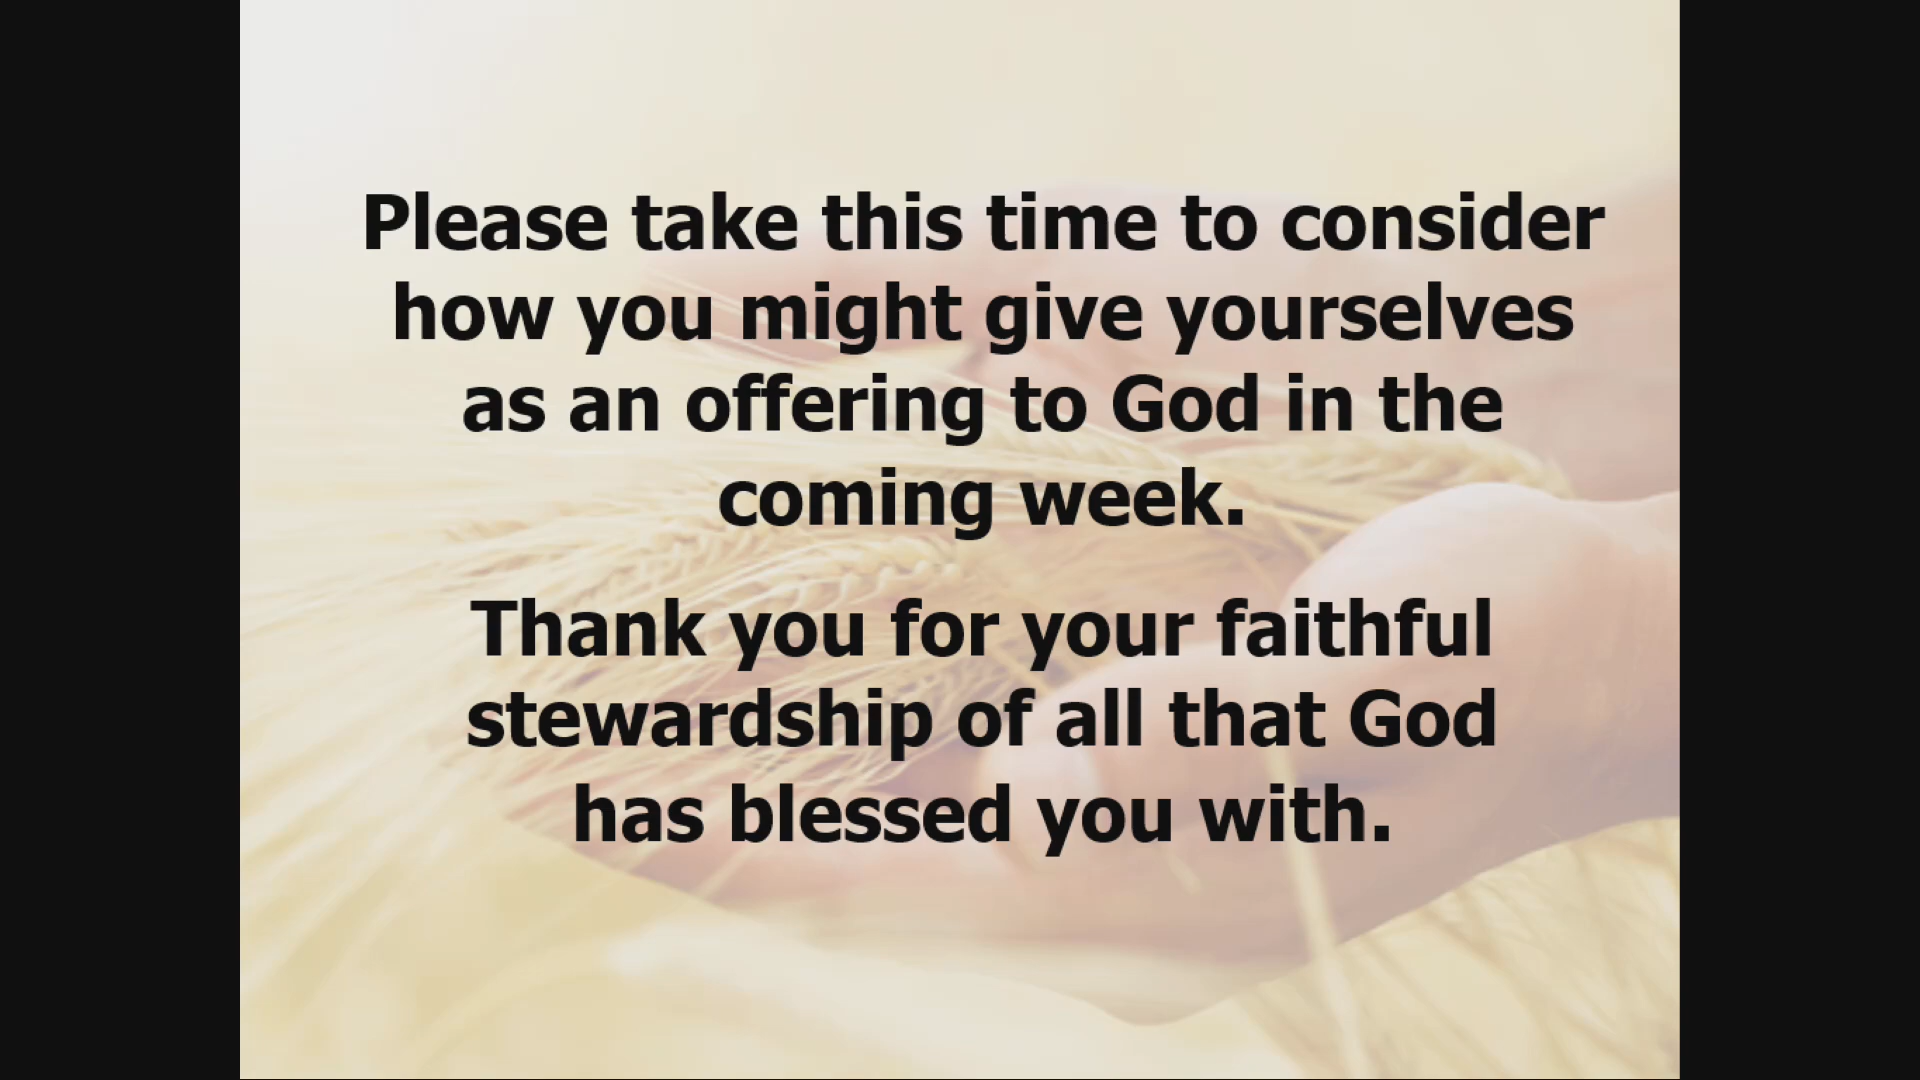 Please take this time to consider
how you might give yourselves
as an offering to God in the
coming week.
Thank you for your faithful
stewardship of all that God
has blessed you with.